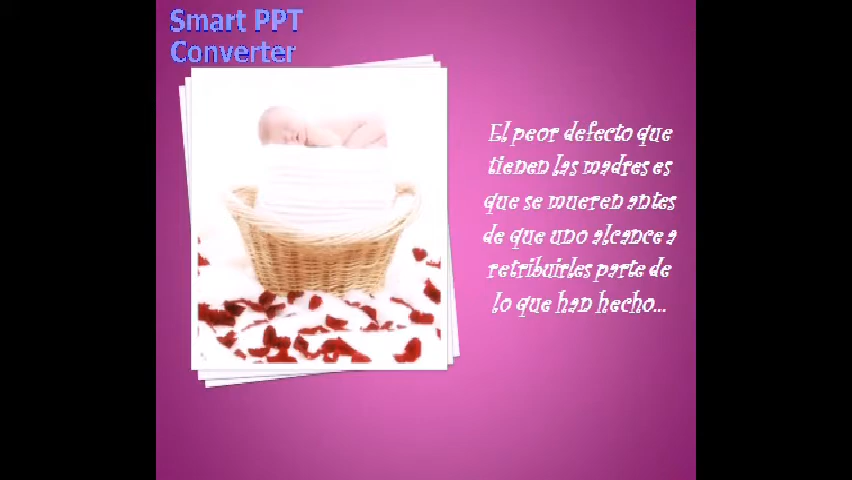 Smart PPT
Converter
El peor defecto que
tienen las madres es
que se mueren antes
de que uno alcance a
retribuirles parte de
lo que han hecho...